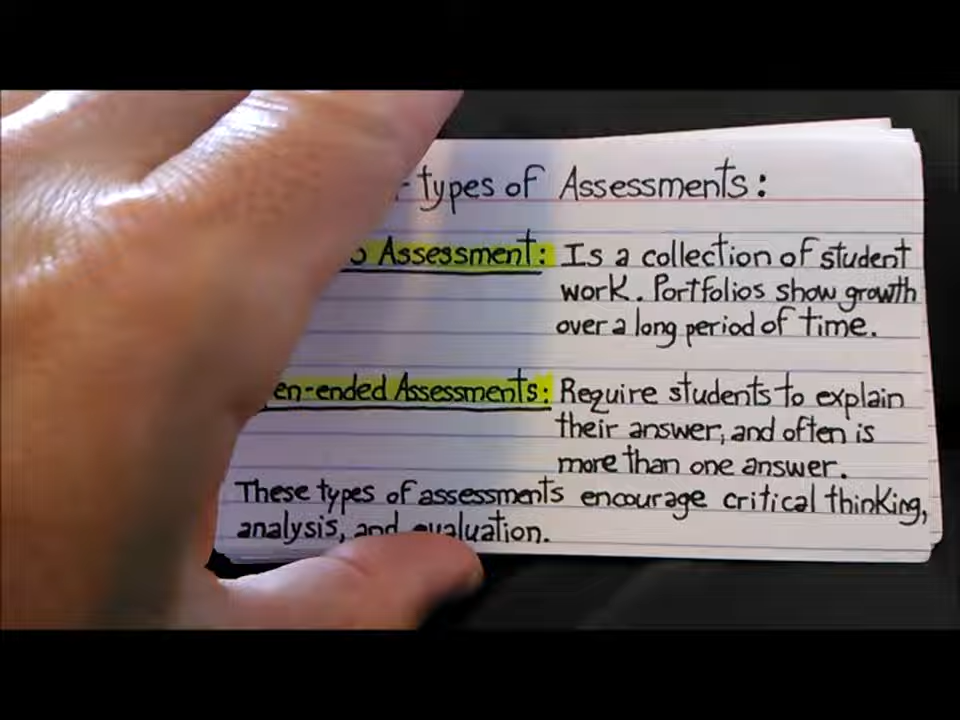 types of Assessments:
Assessment: Is a collection of student
work. Portfolios show growth
over a long period of time.
en-ended Assessments: Require students to explain
their answer, and often is
more than one answer.
These types of assessments encourage critical thinking,
analysis, and evaluation.